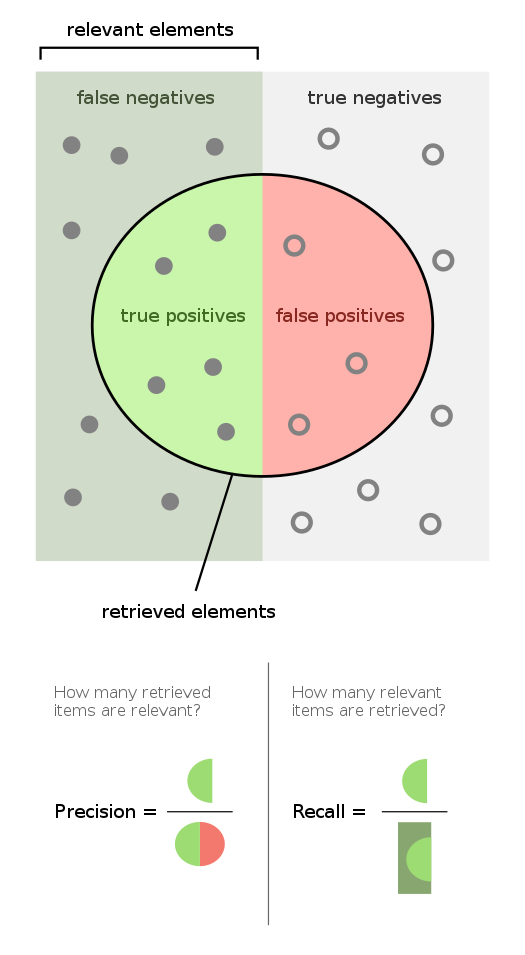 relevant elements
false negatives
true negatives
true positives
false positives
retrieved elements
How many retrieved
items are relevant?
How many relevant
items are retrieved?
Precision =
Recall =